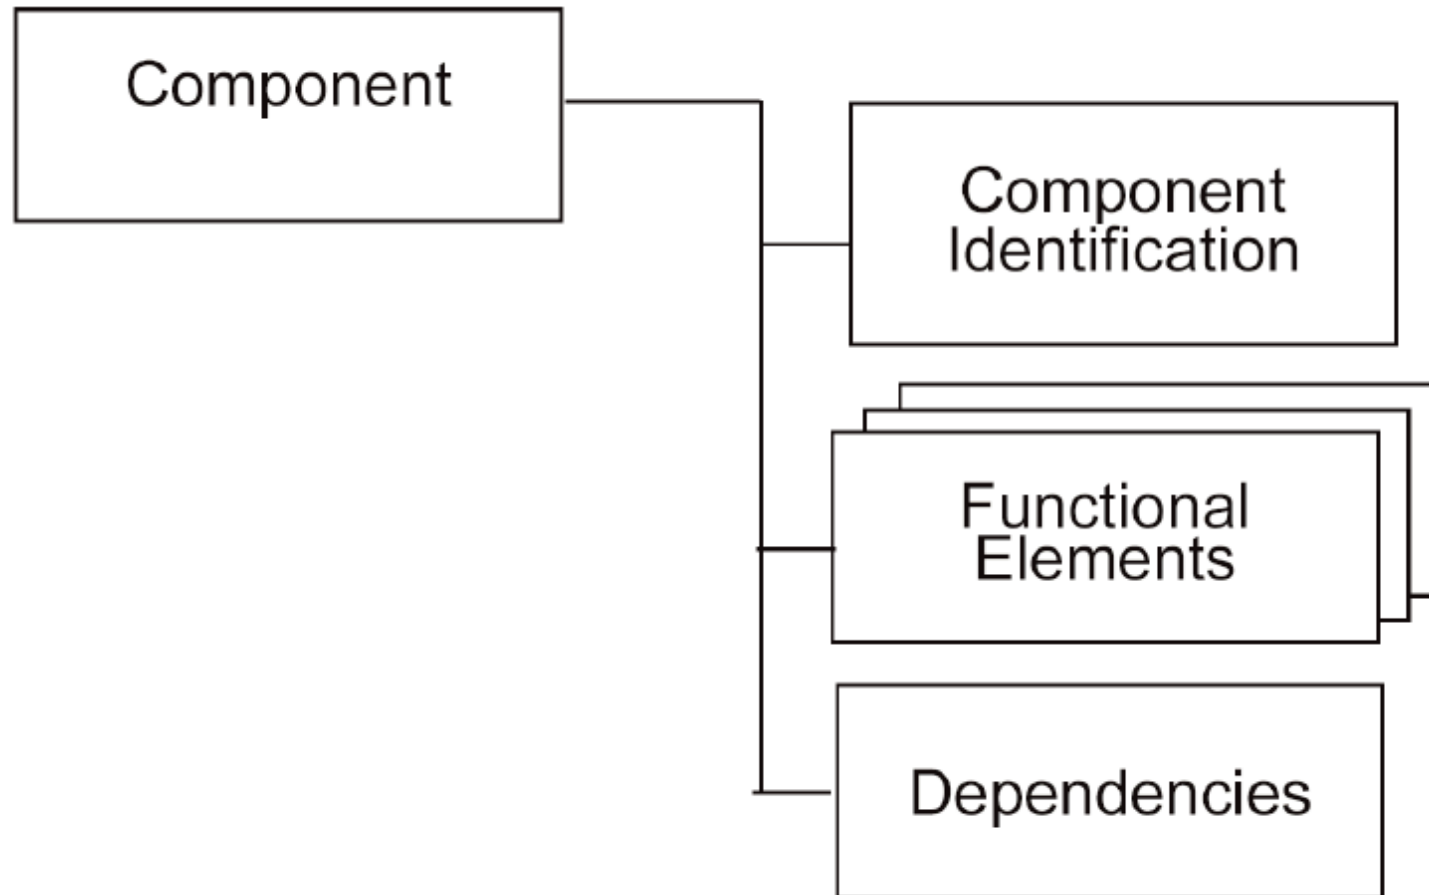 Component
Component
Identification
Functional
Elements
Dependencies